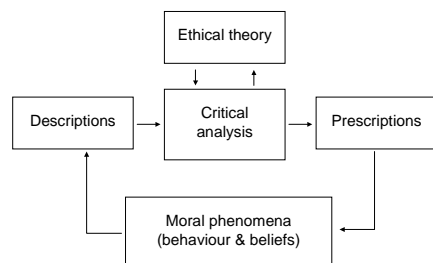 Ethical theory
Descriptions
Critical
analysis
Prescriptions
Moral phenomena
(behaviour & beliefs)